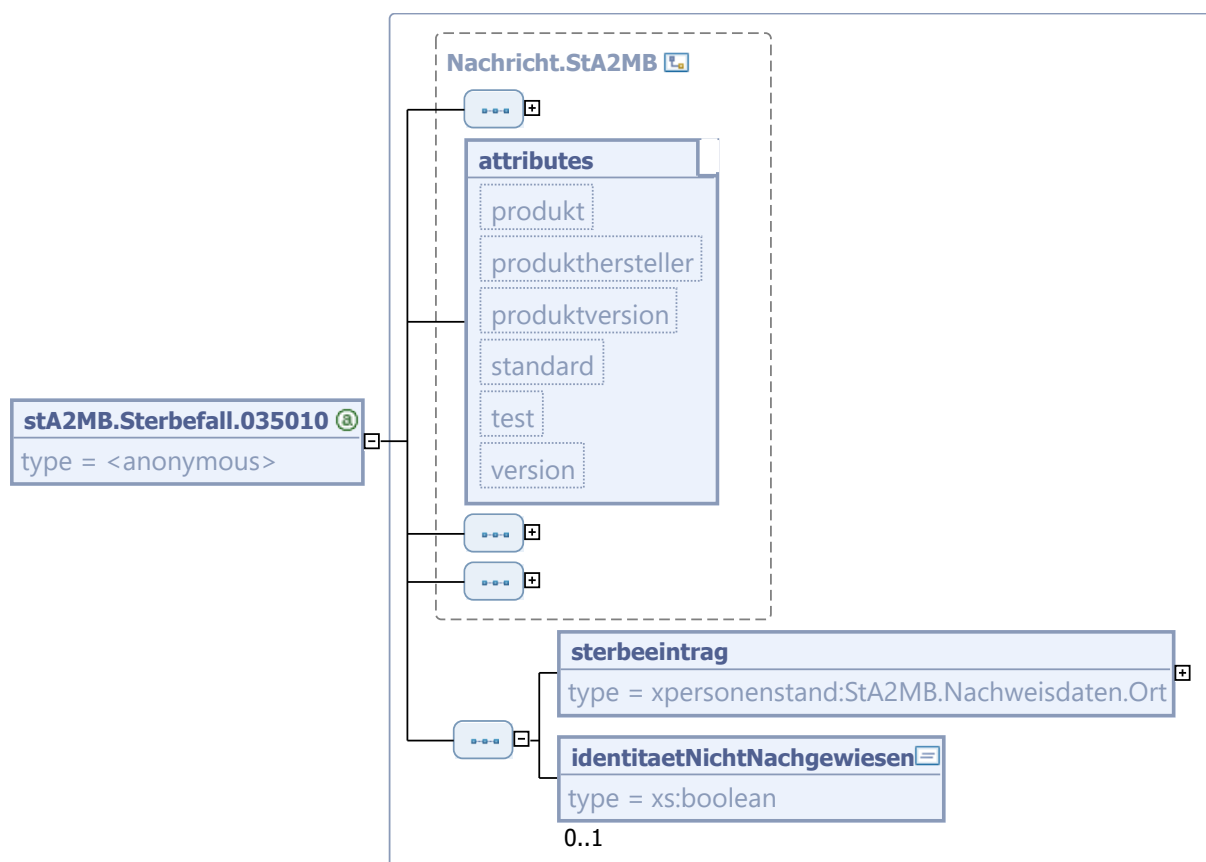 Nachricht.StA2MB
attributes
produkt
produkthersteller
produktversion
standard
test
version
stA2MB.Sterbefall.035010 a
type = <anonymous>
sterbeeintrag
type = xpersonenstand:StA2MB.Nachweisdaten.Ort
identitaetNichtNachgewiesen
type = xs:boolean
0..1